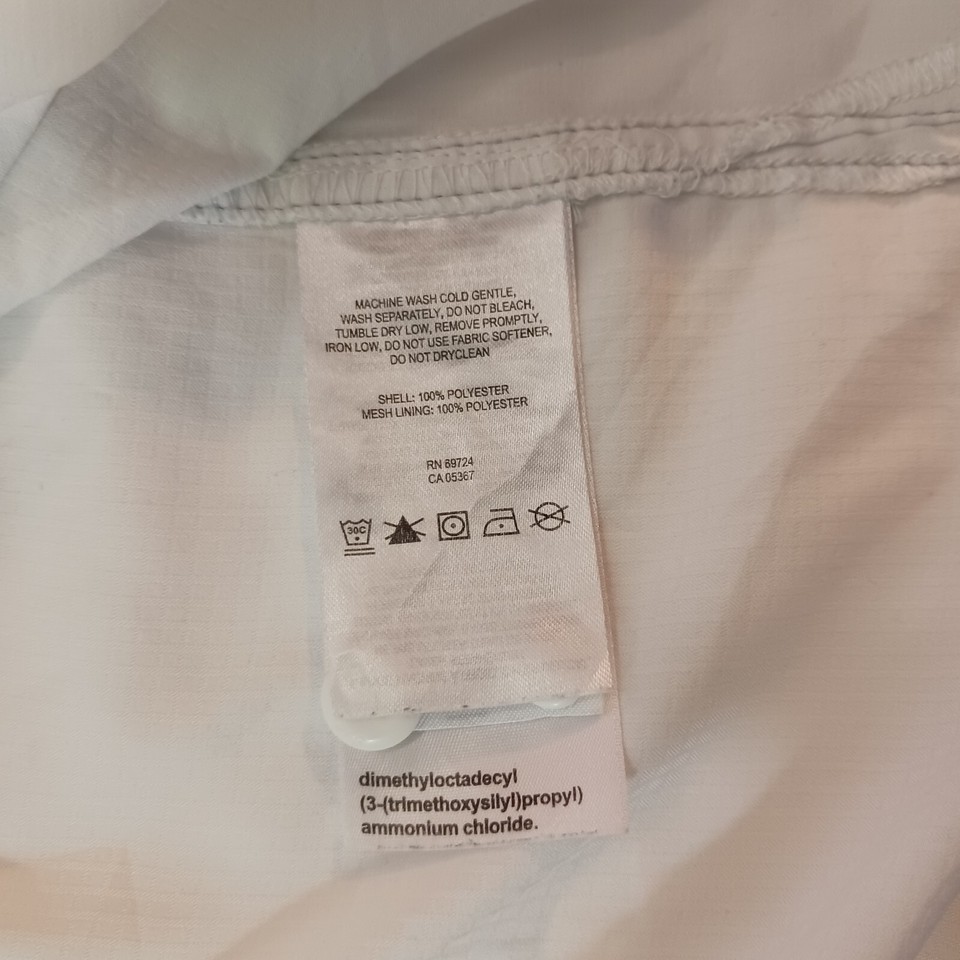 MACHINE WASH COLD GENTLE,
WASH SEPARATELY, DO NOT BLEACH,
TUMBLE DRY LOW, REMOVE PROMPTLY,
IRON LOW, DO NOT USE FABRIC SOFTENER,
DO NOT DRYCLEAN
SHELL: 100% POLYESTER
MESH LINING: 100% POLYESTER
RN 69724
CA 05367
30C
dimethyloctadecyl
(3-(trimethoxysilyl)propyl)
ammonium chloride.